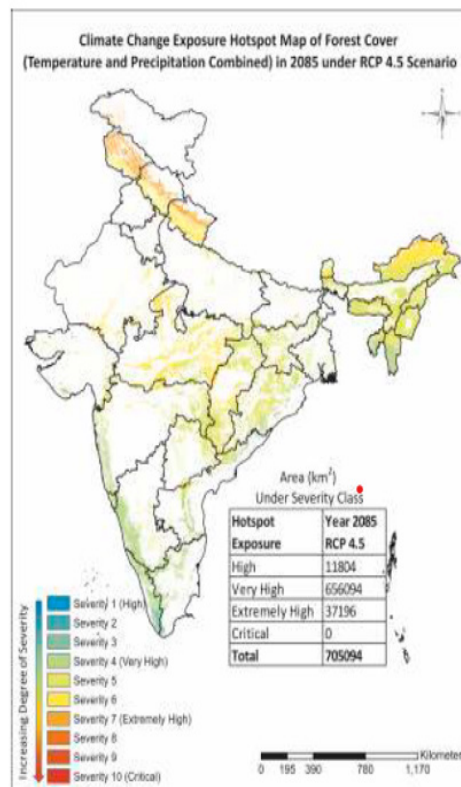 Climate Change Exposure Hotspot Map of Forest Cover
(Temperature and Precipitation Combined) in 2085 under RCP 4.5 Scenario
Area (km²)
Under Severity Class
Hotspot Exposure Year 2085 RCP 4.5
High 11804
Very High 656094
Extremely High 37196
Critical 0
Total 705094
Increasing Degree of Severity
Severity 1 (High)
Severity 2
Severity 3
Severity 4 (Very High)
Severity 5
Severity 6
Severity 7 (Extremely High)
Severity 8
Severity 9
Severity 10 (Critical)
Kilometer
0 195 390 780 1,170